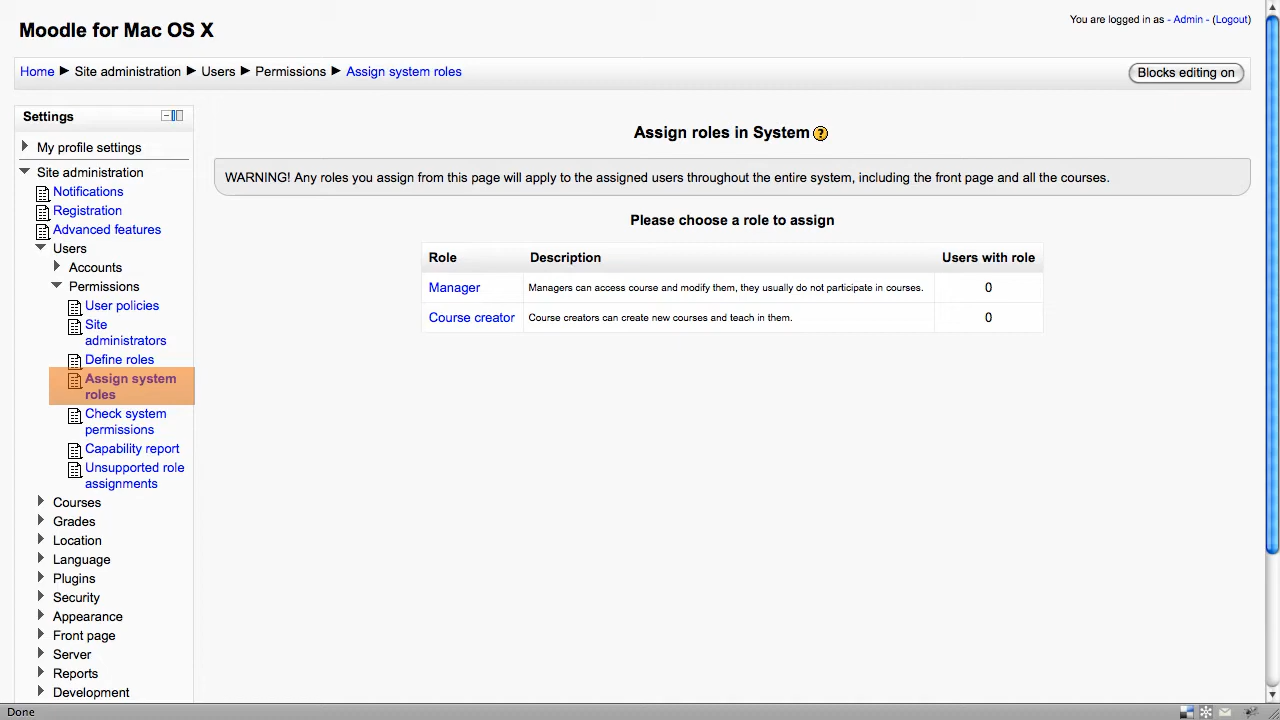 Moodle for Mac OS X
You are logged in as - Admin - (Logout)
Home ► Site administration ► Users ► Permissions ► Assign system roles
Blocks editing on
Settings
My profile settings
Site administration
Notifications
Registration
Advanced features
Users
Accounts
Permissions
User policies
Site
administrators
Define roles
Assign system
roles
Check system
permissions
Capability report
Unsupported role
assignments
Courses
Grades
Location
Language
Plugins
Security
Appearance
Front page
Server
Reports
Development
Assign roles in System ?
WARNING! Any roles you assign from this page will apply to the assigned users throughout the entire system, including the front page and all the courses.
Please choose a role to assign
Role Description Users with role
Manager Managers can access course and modify them, they usually do not participate in courses. 0
Course creator Course creators can create new courses and teach in them. 0
Done